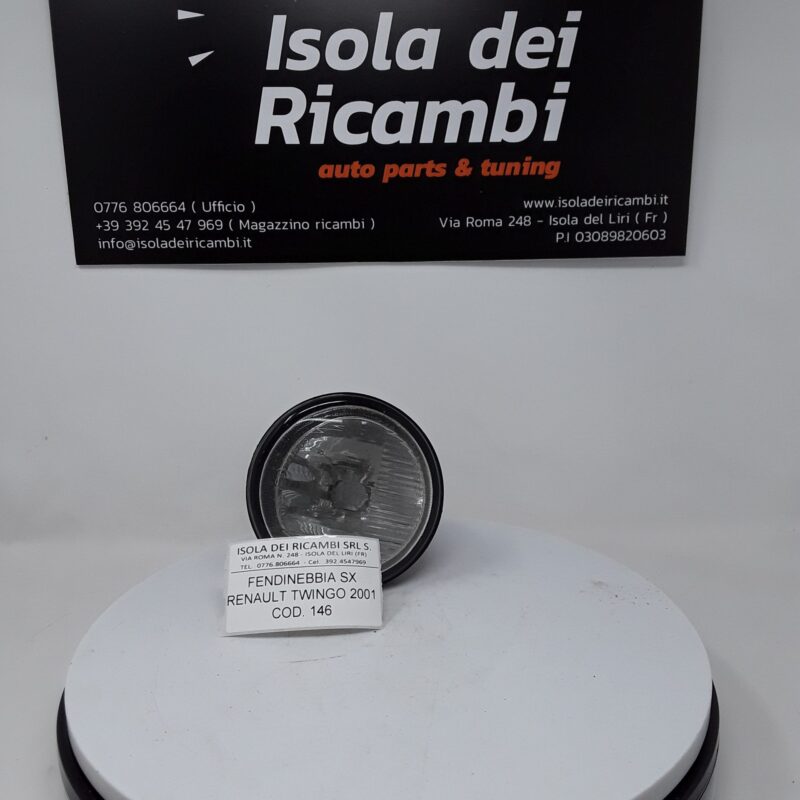 Isola dei
Ricambi
auto parts & tuning
0776 806664 ( Ufficio )
+39 392 45 47 969 ( Magazzino ricambi )
info@isoladeiricambi.it
www.isoladeiricambi.it
Via Roma 248 - Isola del Liri ( Fr )
P.I 03089820603
ISOLA DEI RICAMBI SRL S.
VIA ROMA N. 248 - ISOLA DEL LIRI (FR)
TEL. 0776.806664 - Cel. 392 4547969
FENDINEBBIA SX
RENAULT TWINGO 2001
COD. 146